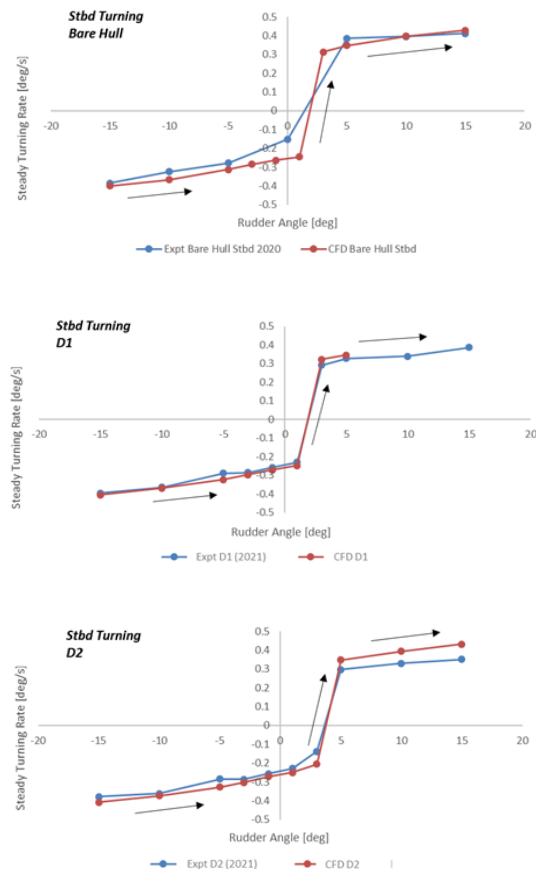 Stbd Turning
Bare Hull
Steady Turning Rate [deg/s]
0.5
0.4
0.3
0.2
0.1
0
-0.1
-0.2
-0.3
-0.4
-0.5
-20 -15 -10 -5 0 5 10 15 20
Rudder Angle [deg]
Expt Bare Hull Stbd 2020 CFD Bare Hull Stbd
Stbd Turning
D1
Steady Turning Rate [deg/s]
0.5
0.4
0.3
0.2
0.1
0
-0.1
-0.2
-0.3
-0.4
-0.5
-20 -15 -10 -5 0 5 10 15 20
Rudder Angle [deg]
Expt D1 (2021) CFD D1
Stbd Turning
D2
Steady Turning Rate [deg/s]
0.5
0.4
0.3
0.2
0.1
0
-0.1
-0.2
-0.3
-0.4
-0.5
-20 -15 -10 -5 0 5 10 15 20
Rudder Angle [deg]
Expt D2 (2021) CFD D2